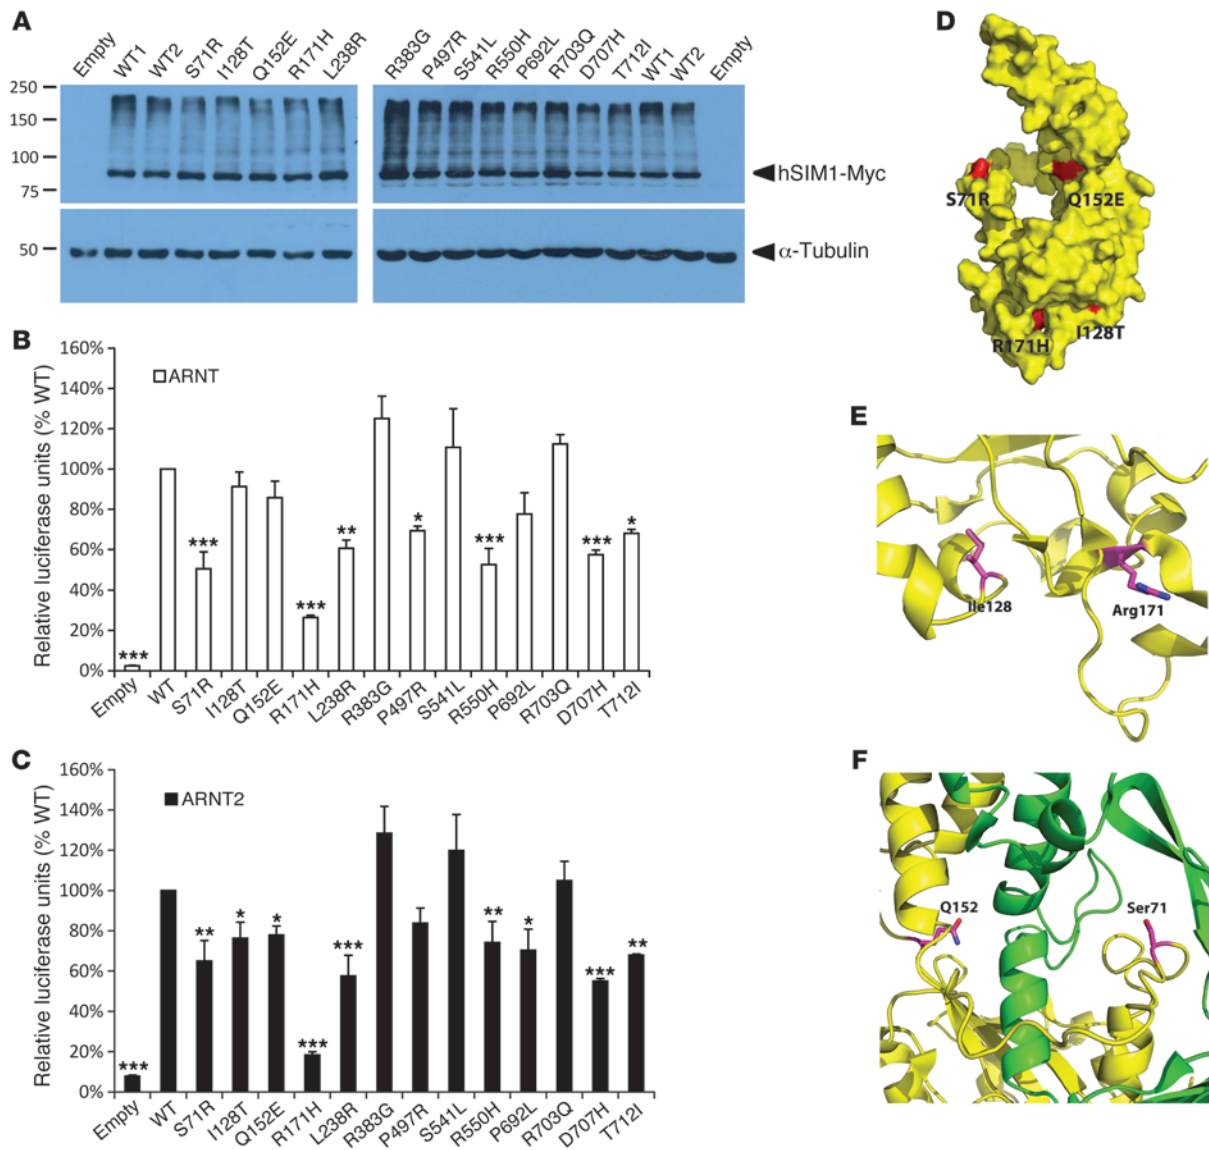 A
Empty
WT1
WT2
S71R
I128T
Q152E
R171H
L238R
R383G
P497R
S541L
R550H
P692L
R703Q
D707H
T712I
WT1
WT2
Empty
250
150
100
75
hSIM1-Myc
50
α-Tubulin
B
160%
140%
120%
100%
80%
60%
40%
20%
0%
Relative luciferase units (% WT)
ARNT
***
***
***
**
*
***
***
*
Empty
WT
S71R
I128T
Q152E
R171H
L238R
R383G
P497R
S541L
R550H
P692L
R703Q
D707H
T712I
C
160%
140%
120%
100%
80%
60%
40%
20%
0%
Relative luciferase units (% WT)
ARNT2
***
**
*
*
***
***
**
*
***
**
Empty
WT
S71R
I128T
Q152E
R171H
L238R
R383G
P497R
S541L
R550H
P692L
R703Q
D707H
T712I
D
S71R
Q152E
R171H
I128T
E
Ile128
Arg171
F
Q152
Ser71